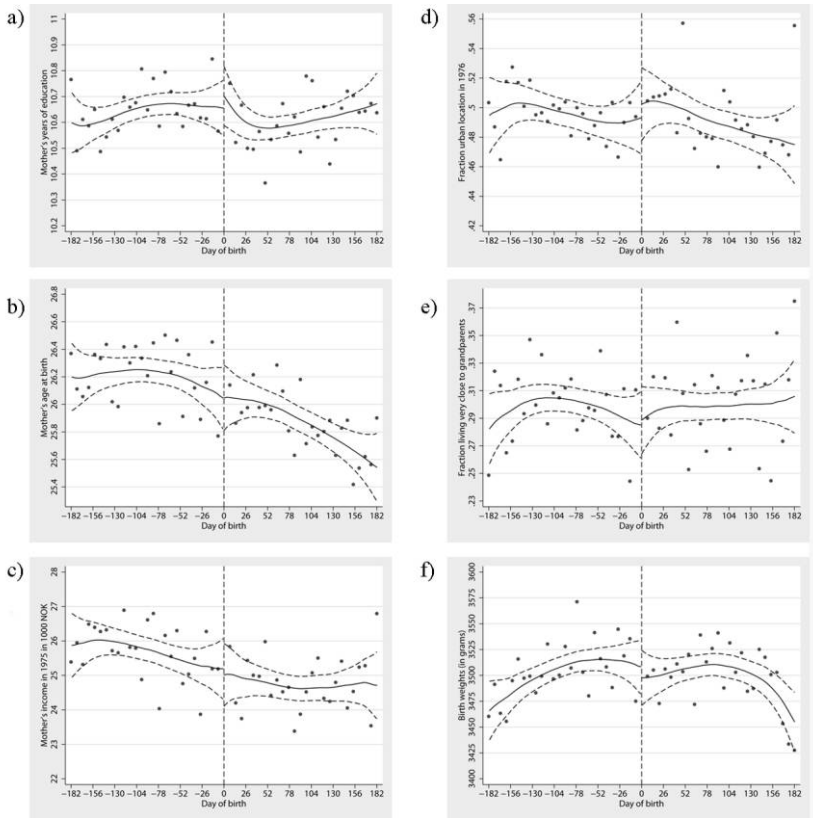 a)
Mother's years of education
11
10.9
10.8
10.7
10.6
10.5
10.4
10.3
10.2
−182 −156 −130 −104 −78 −52 −26 0 26 52 78 104 130 156 182
Day of birth
b)
Mother's age at birth
26.8
26.6
26.4
26.2
26
25.8
25.6
25.4
−182 −156 −130 −104 −78 −52 −26 0 26 52 78 104 130 156 182
Day of birth
c)
Mother's income in 1975 in 1000 NOK
28
27
26
25
24
23
22
−182 −156 −130 −104 −78 −52 −26 0 26 52 78 104 130 156 182
Day of birth
d)
Fraction urban location in 1976
.56
.54
.52
.5
.48
.46
.44
.42
−182 −156 −130 −104 −78 −52 −26 0 26 52 78 104 130 156 182
Day of birth
e)
Fraction living very close to grandparents
.37
.35
.33
.31
.29
.27
.25
.23
−182 −156 −130 −104 −78 −52 −26 0 26 52 78 104 130 156 182
Day of birth
f)
Birth weights (in grams)
3600
3575
3550
3525
3500
3475
3450
3425
3400
−182 −156 −130 −104 −78 −52 −26 0 26 52 78 104 130 156 182
Day of birth